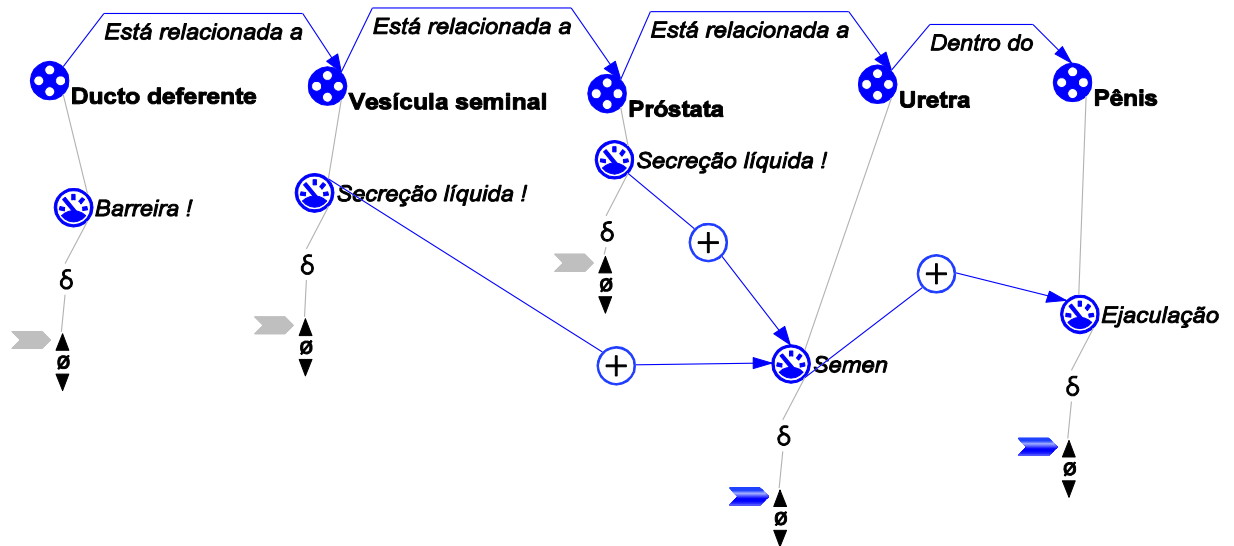 Está relacionada a
Está relacionada a
Está relacionada a
Dentro do
Ducto deferente
Vesícula seminal
Próstata
Uretra
Pênis
Barreira !
Secreção líquida !
Secreção líquida !
δ
δ
δ
ø
ø
ø
+
+
+
Semen
Ejaculação
δ
δ
ø
ø